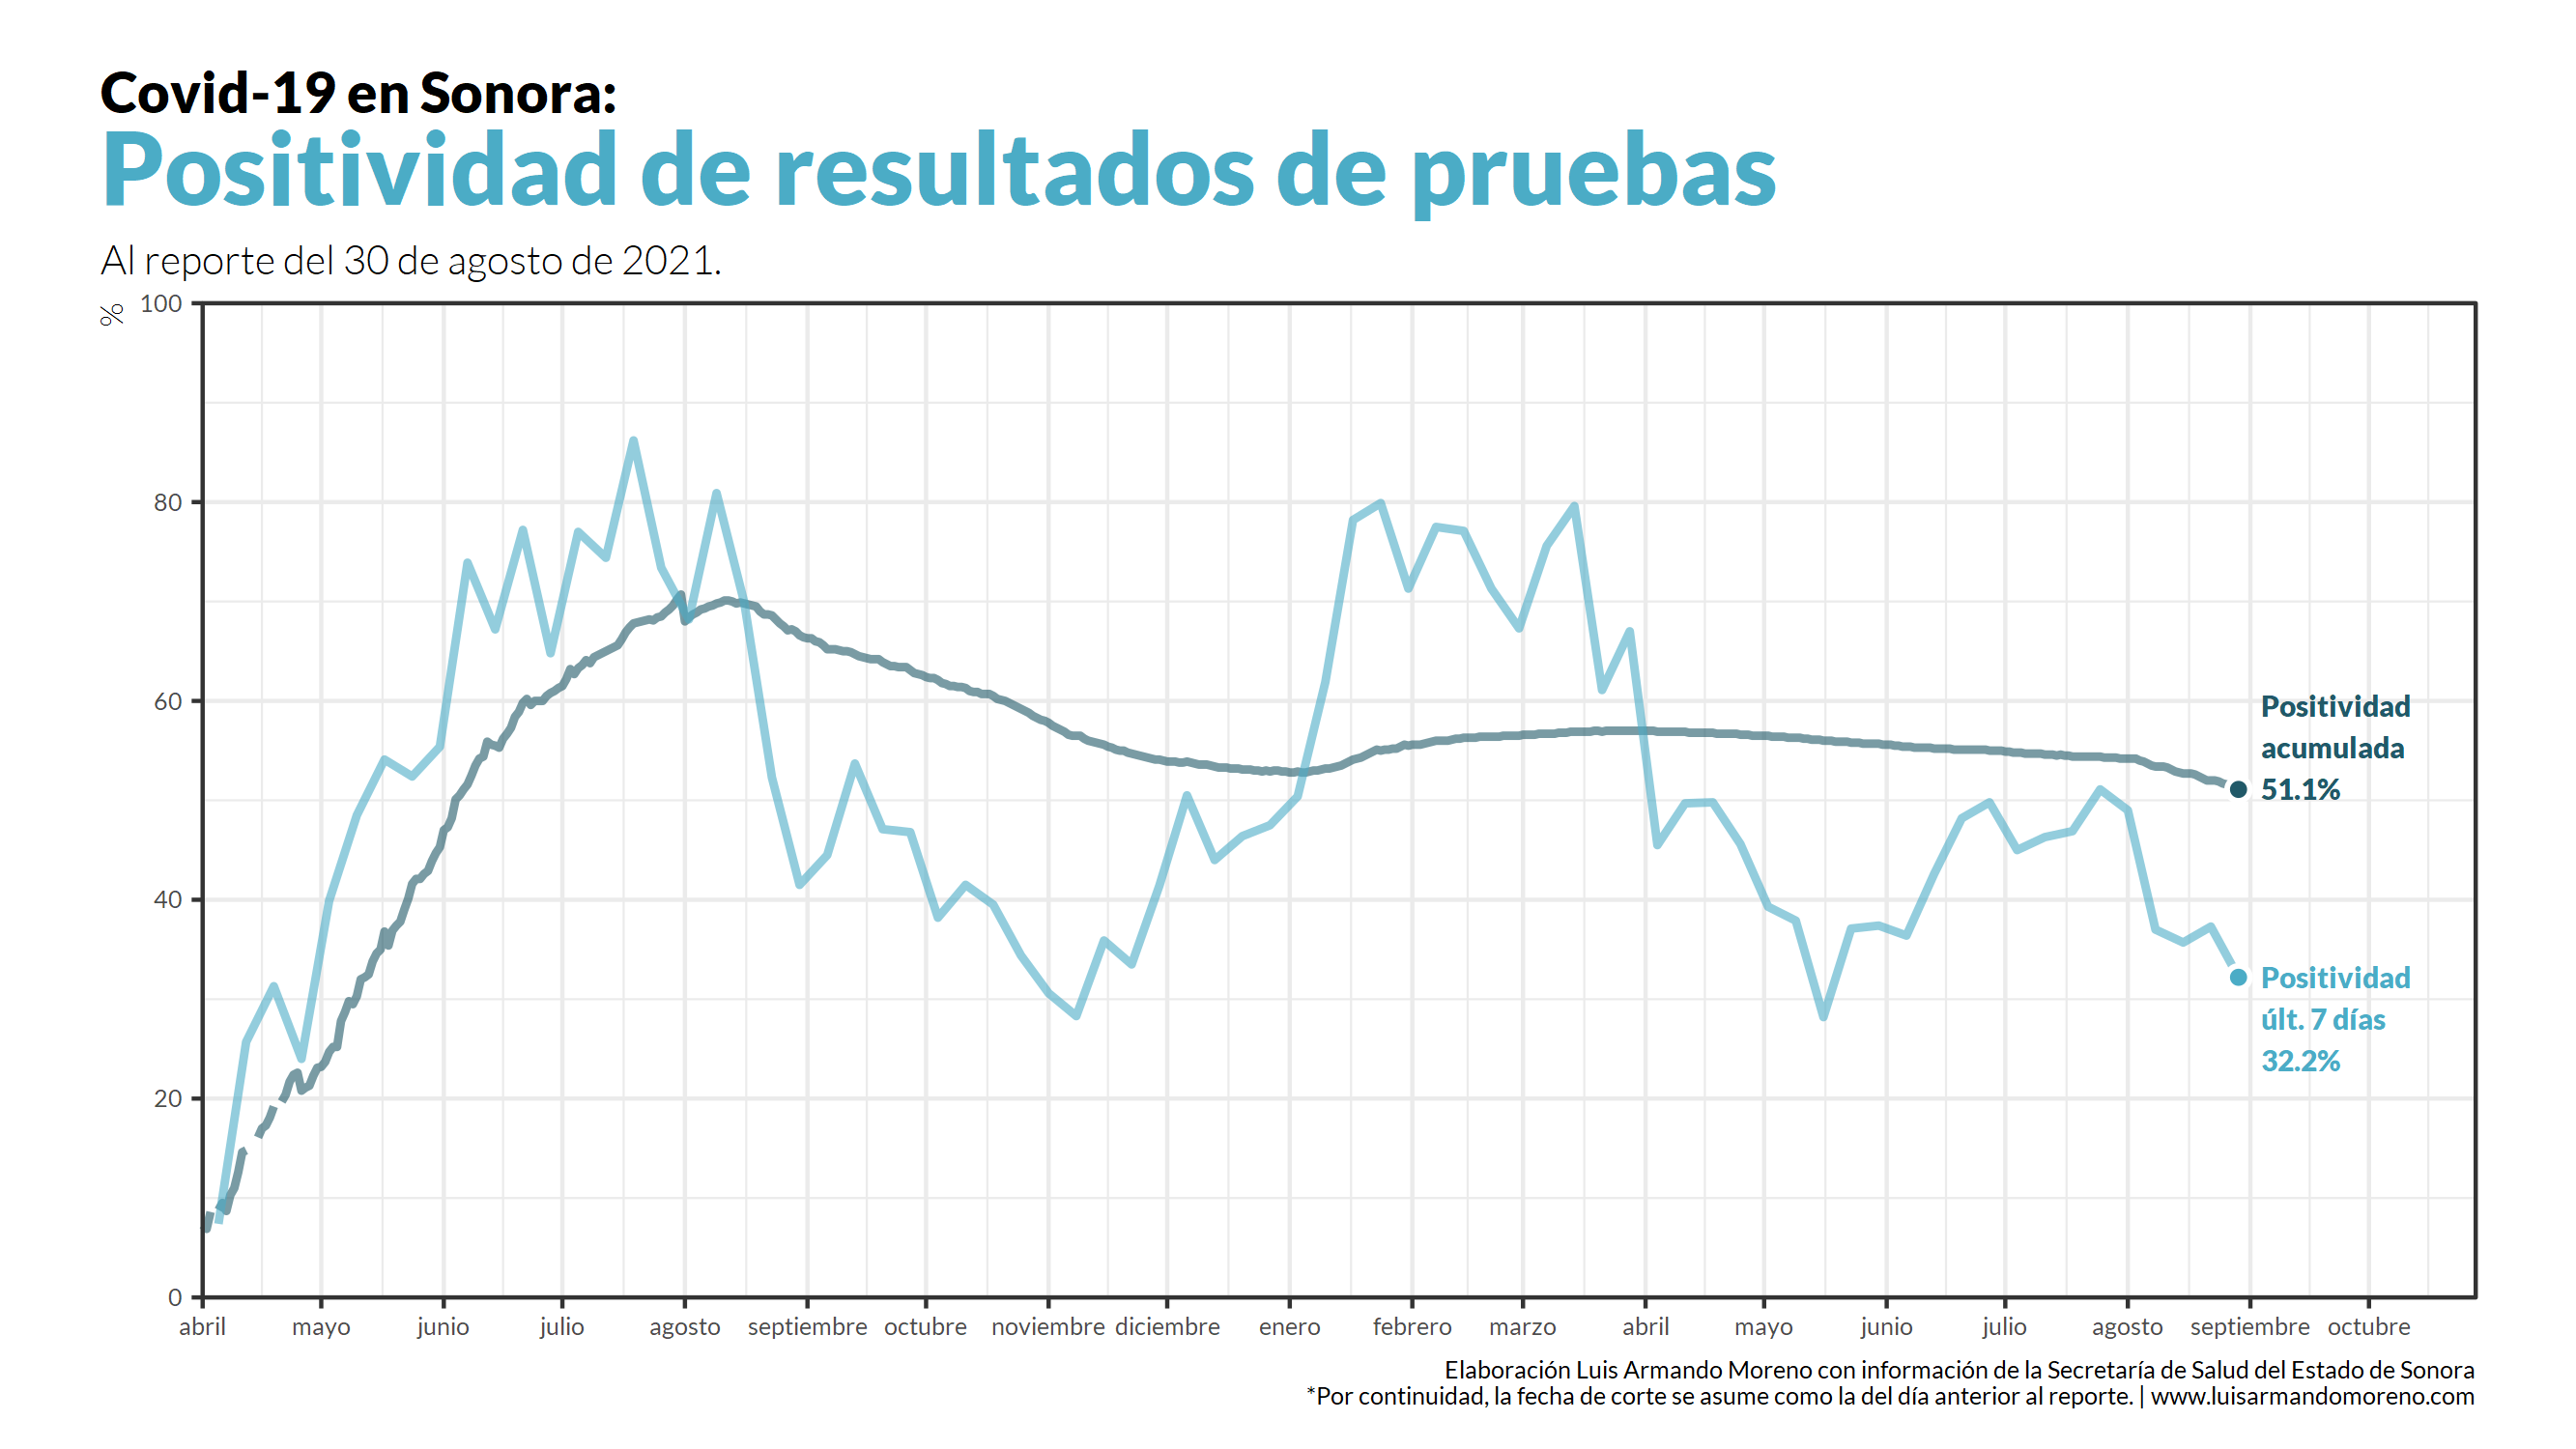 Covid-19 en Sonora:
Positividad de resultados de pruebas
Al reporte del 30 de agosto de 2021.
%
100
80
60
40
20
0
Positividad
acumulada
51.1%
Positividad
últ. 7 días
32.2%
abril mayo junio julio agosto septiembre octubre noviembre diciembre enero febrero marzo abril mayo junio julio agosto septiembre octubre
Elaboración Luis Armando Moreno con información de la Secretaría de Salud del Estado de Sonora
*Por continuidad, la fecha de corte se asume como la del día anterior al reporte. | www.luisarmandomoreno.com